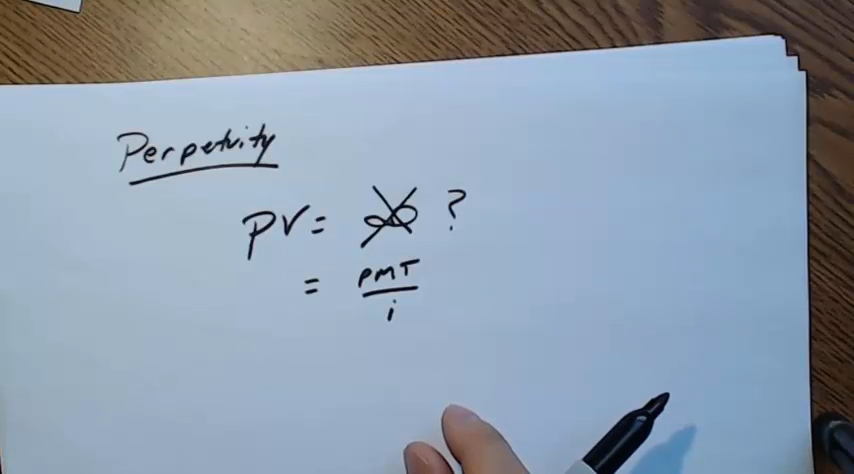 Perpetuity
PV = ∞ ?
= PMT
i